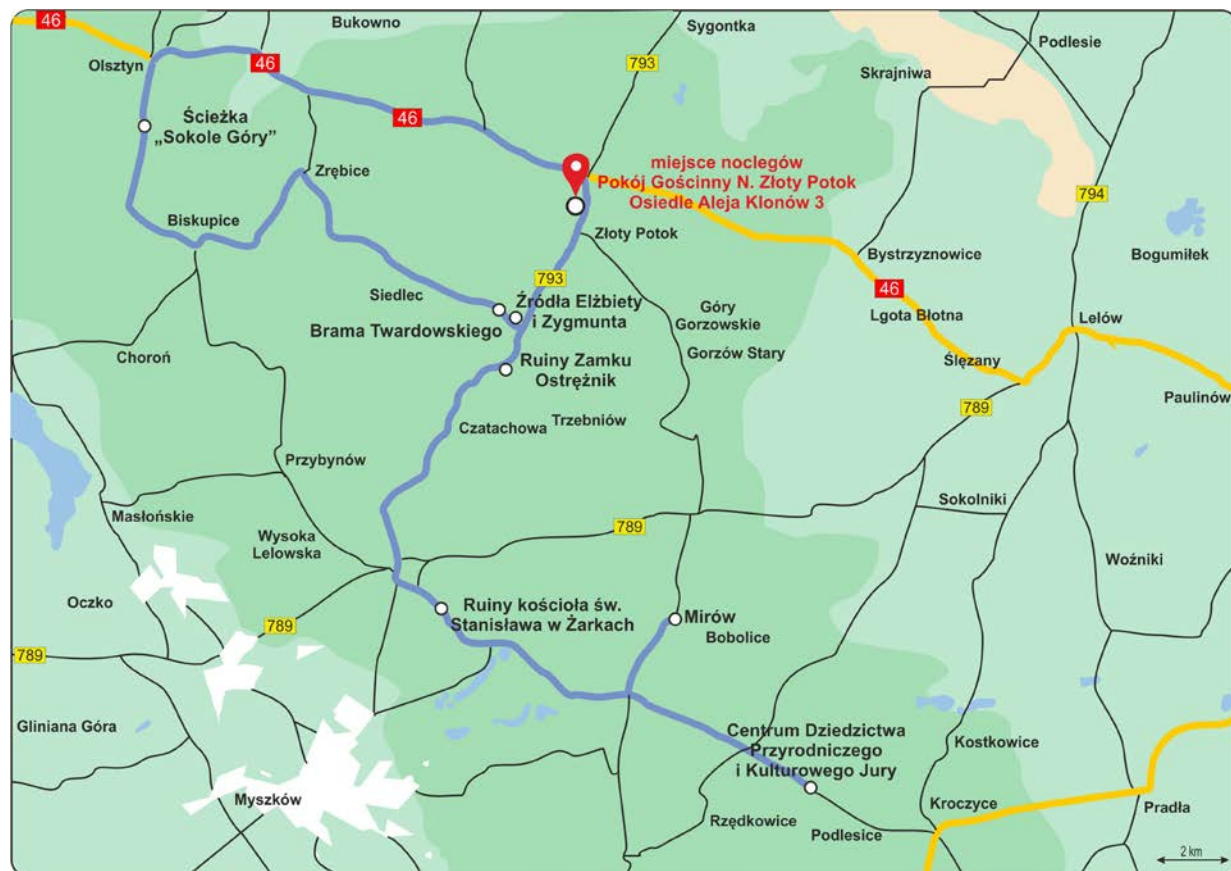 46
Bukowno
Sygontka
Podlesie
Olsztyn
46
793
Skrajniwa
Ścieżka
„Sokole Góry”
46
Zrębice
miejsce noclegów
Pokój Gościnny N. Złoty Potok
Osiedle Aleja Klonów 3
794
Biskupice
Złoty Potok
Bystrzyznowice
Bogumiłek
793
Siedlec
Źródła Elżbiety
i Zygmunta
Brama Twardowskiego
Góry
Gorzowskie
46
Lgota Błotna
Lelów
Choroń
Ruiny Zamku
Ostrężnik
Gorzów Stary
Ślęzany
Paulinów
789
Czatachowa
Trzebniów
Przybynów
Sokolniki
Masłońskie
Wysoka
Lelowska
789
Woźniki
Oczko
Ruiny kościoła św.
Stanisława w Żarkach
Mirów
Bobolice
789
789
Gliniana Góra
Centrum Dziedzictwa
Przyrodniczego
i Kulturowego Jury
Kostkowice
Myszków
Rzędkowice
Podlesice
Kroczyce
Pradła
2 km